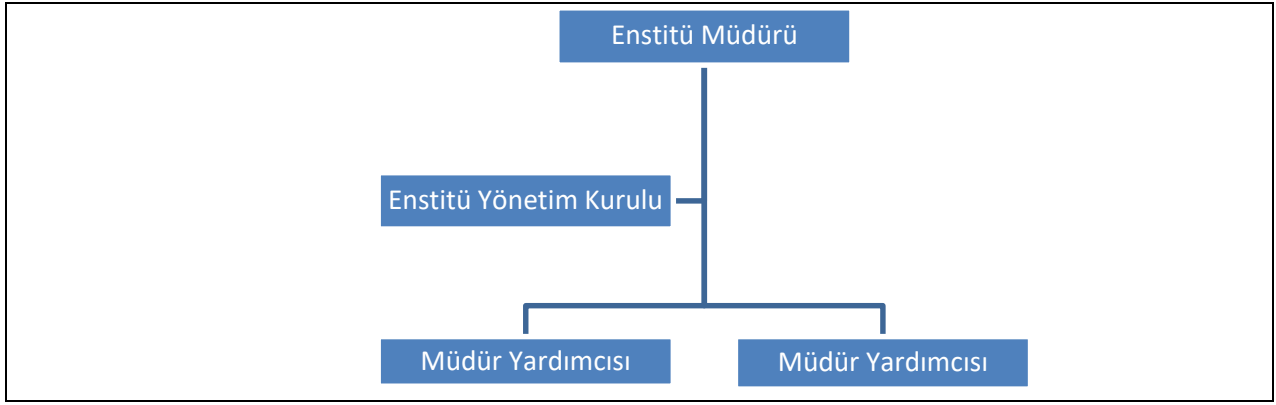 Enstitü Müdürü
Enstitü Yönetim Kurulu
Müdür Yardımcısı
Müdür Yardımcısı